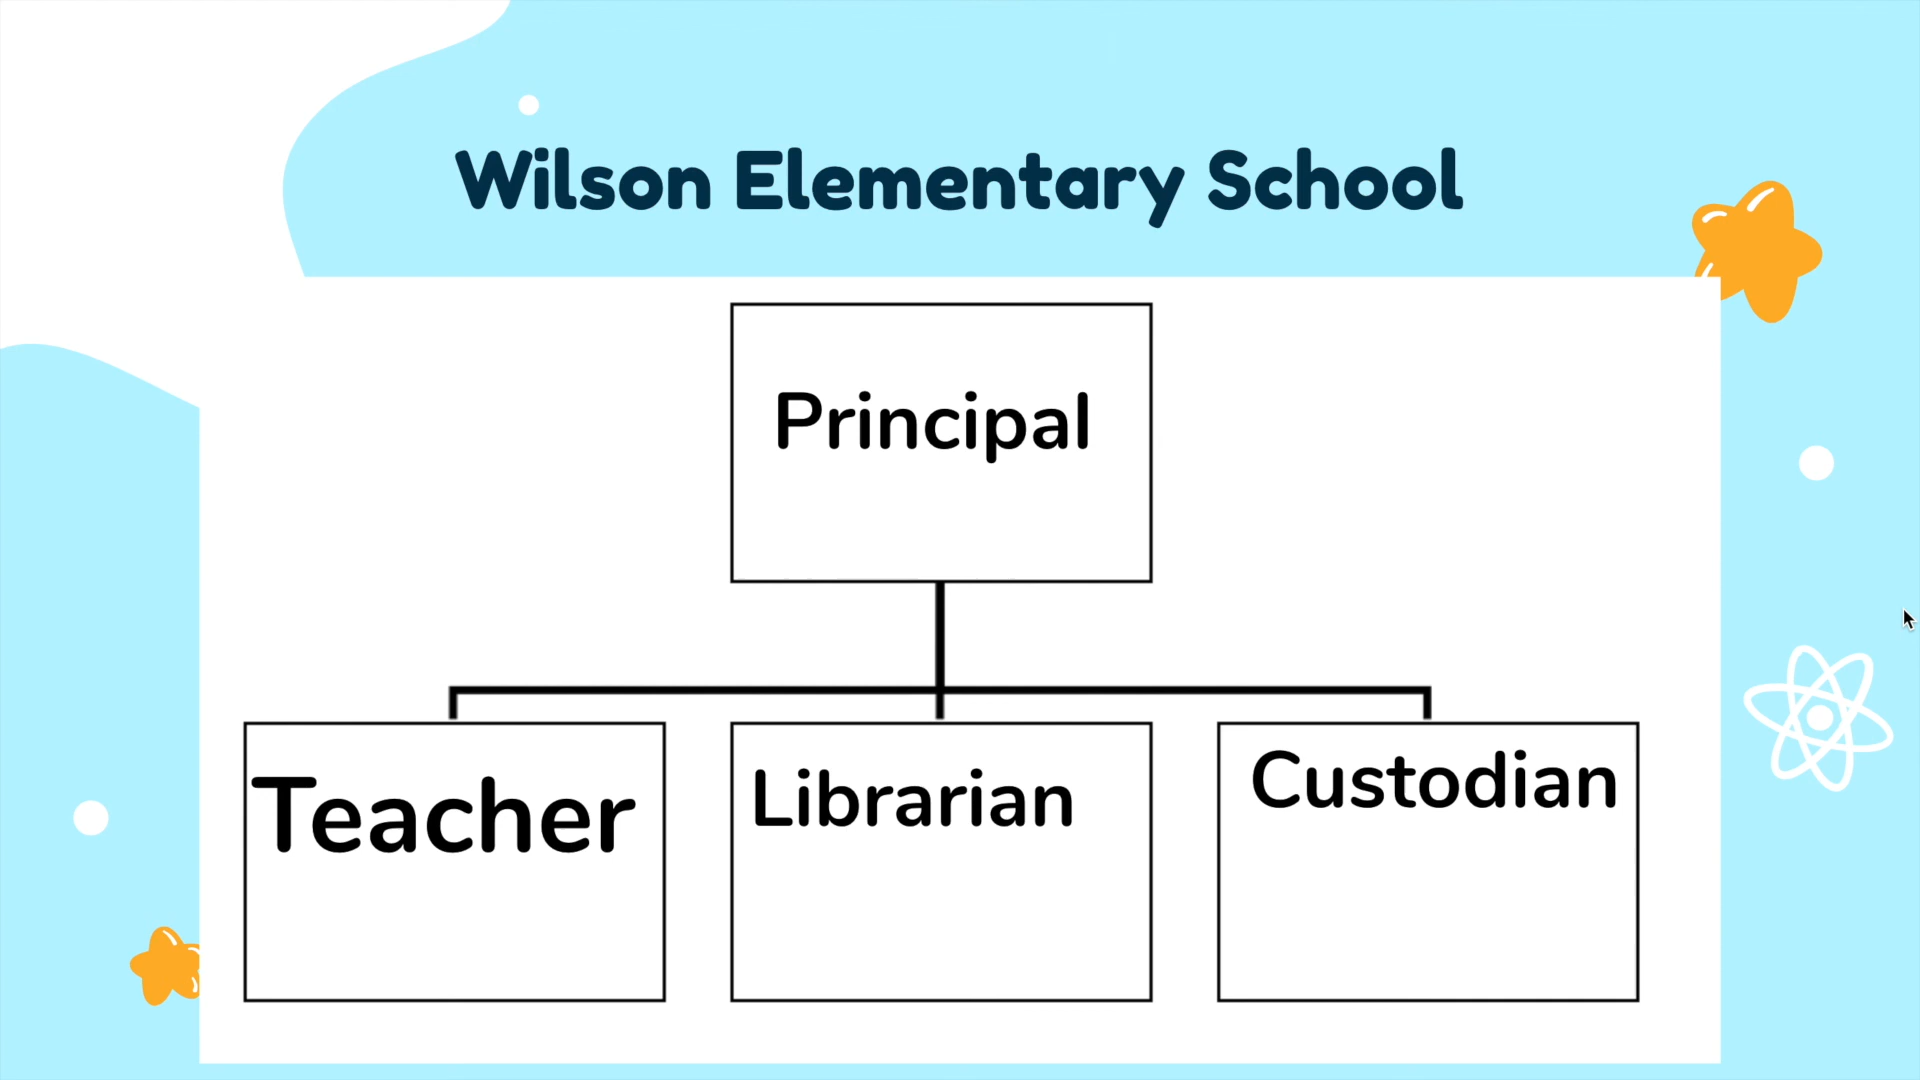 Wilson Elementary School
Principal
Teacher
Librarian
Custodian